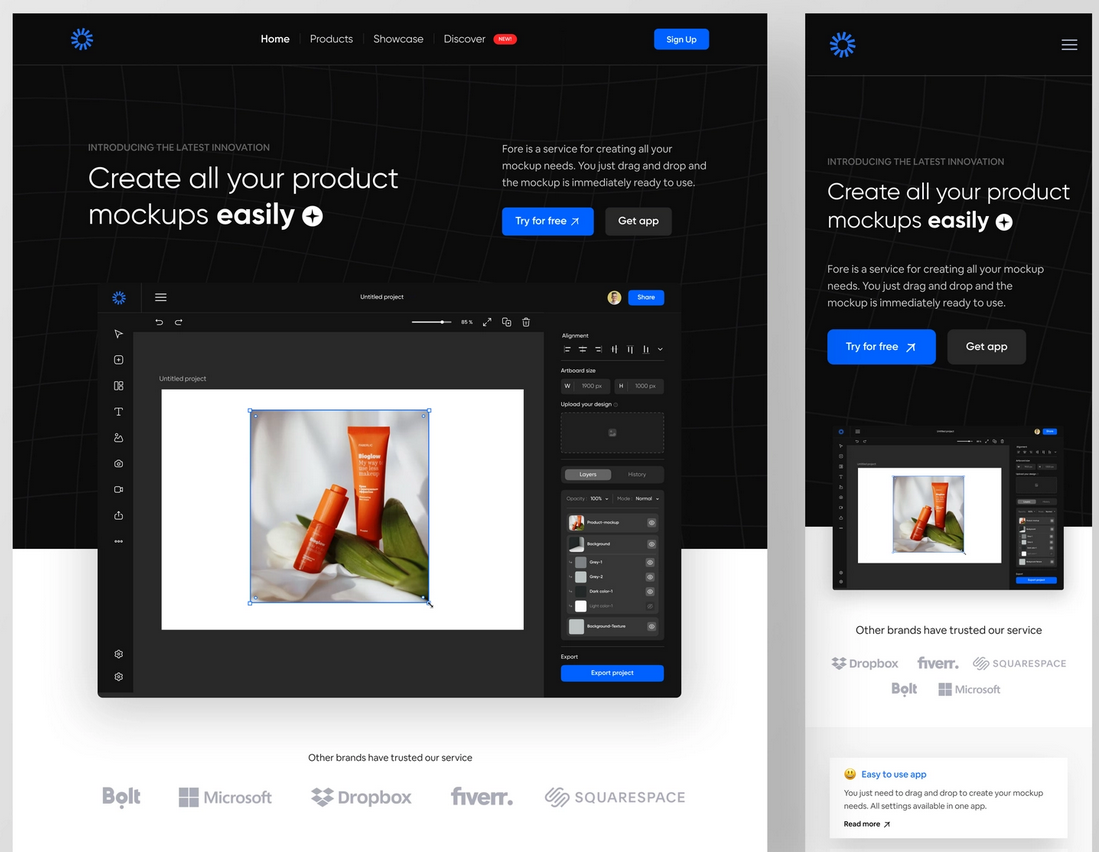 Home
Products
Showcase
Discover
NEW!
Sign Up
INTRODUCING THE LATEST INNOVATION
Create all your product
mockups easily
Fore is a service for creating all your
mockup needs. You just drag and drop and
the mockup is immediately ready to use.
Try for free
Get app
Untitled project
Share
85 %
Untitled project
Alignment
Artboard size
W 1900 px
H 1000 px
Upload your design
Layers
History
Opacity : 100%
Mode : Normal
Product-mockup
Background
Grey-1
Grey-2
Dark color-1
Light color-1
Background-Texture
Export
Export project
Bioglow
Other brands have trusted our service
Bolt
Microsoft
Dropbox
fiverr.
SQUARESPACE
INTRODUCING THE LATEST INNOVATION
Create all your product
mockups easily
Fore is a service for creating all your mockup
needs. You just drag and drop and the
mockup is immediately ready to use.
Try for free
Get app
Other brands have trusted our service
Dropbox
fiverr.
SQUARESPACE
Bolt
Microsoft
Easy to use app
You just need to drag and drop to create your mockup
needs. All settings available in one app.
Read more